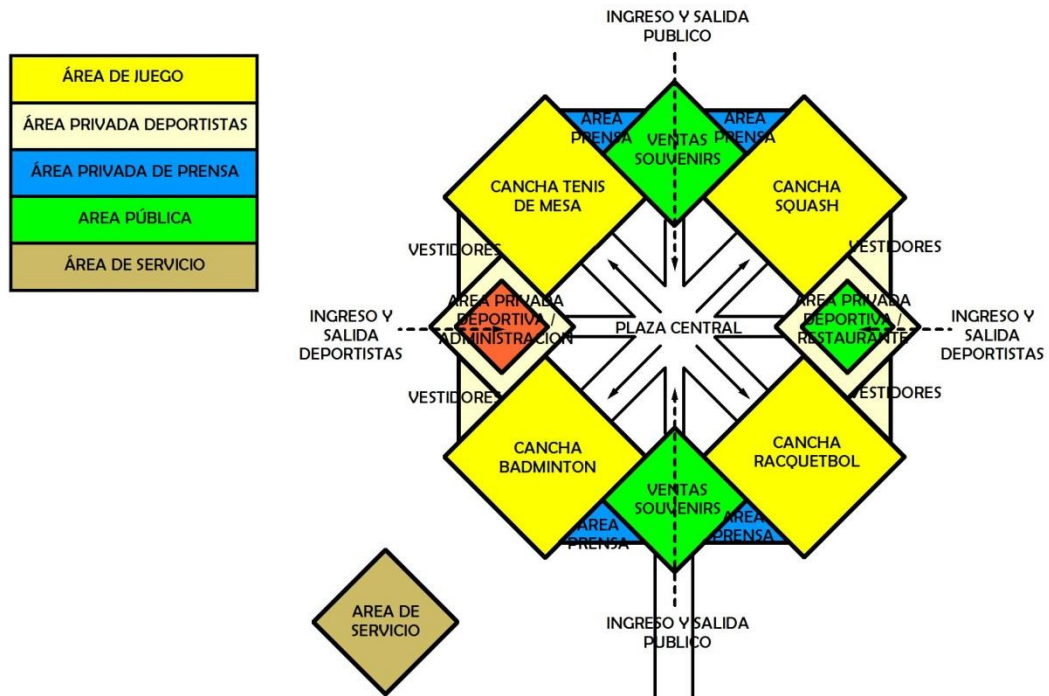 INGRESO Y SALIDA
PUBLICO
ÁREA DE JUEGO
ÁREA PRIVADA DEPORTISTAS
ÁREA PRIVADA DE PRENSA
AREA PÚBLICA
ÁREA DE SERVICIO
AREA
PRENSA
VENTAS
SOUVENIRS
AREA
PRENSA
CANCHA TENIS
DE MESA
CANCHA
SQUASH
VESTIDORES
VESTIDORES
INGRESO Y
SALIDA
DEPORTISTAS
AREA PRIVADA
DEPORTIVA /
ADMINISTRACION
PLAZA CENTRAL
AREA PRIVADA
DEPORTIVA /
RESTAURANTE
INGRESO Y
SALIDA
DEPORTISTAS
VESTIDORES
VESTIDORES
CANCHA
BADMINTON
CANCHA
RACQUETBOL
VENTAS
SOUVENIRS
AREA
PRENSA
AREA
PRENSA
AREA DE
SERVICIO
INGRESO Y SALIDA
PUBLICO